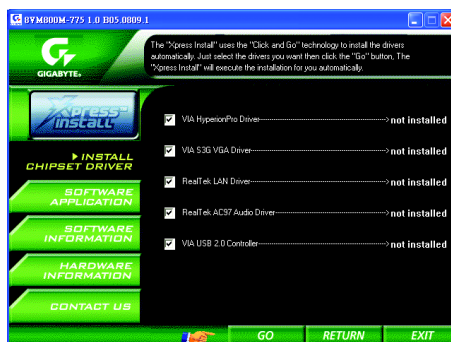 8VM800M-775 1.0 B05.0809.1
GIGABYTE
The "Xpress Install" uses the "Click and Go" technology to install the drivers
automatically. Just select the drivers you want then click the "Go" button, The
"Xpress Install" will execute the installation for you automatically.
Xpress-
install
INSTALL
CHIPSET DRIVER
SOFTWARE
APPLICATION
SOFTWARE
INFORMATION
HARDWARE
INFORMATION
CONTACT US
VIA HyperionPro Driver not installed
VIA S3G VGA Driver not installed
RealTek LAN Driver not installed
RealTek AC97 Audio Driver not installed
VIA USB 2.0 Controller not installed
GO RETURN EXIT